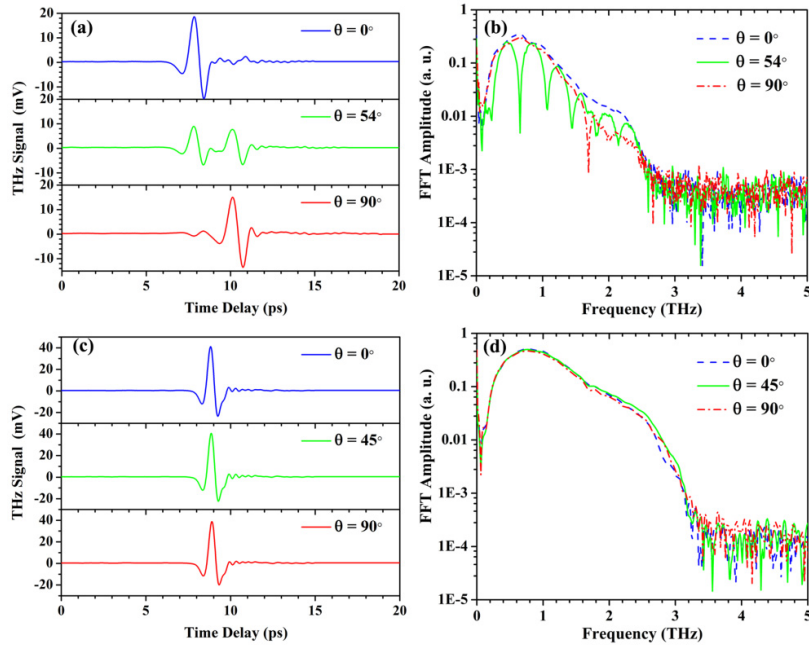 (a)
θ = 0°
θ = 54°
θ = 90°
20
10
0
-10
20
10
0
-10
20
10
0
-10
THz Signal (mV)
0 5 10 15 20
Time Delay (ps)
(b)
θ = 0°
θ = 54°
θ = 90°
1
0.1
0.01
1E-3
1E-4
1E-5
FFT Amplitude (a. u.)
0 1 2 3 4 5
Frequency (THz)
(c)
θ = 0°
θ = 45°
θ = 90°
40
20
0
-20
40
20
0
-20
40
20
0
-20
THz Signal (mV)
0 5 10 15 20
Time Delay (ps)
(d)
θ = 0°
θ = 45°
θ = 90°
1
0.1
0.01
1E-3
1E-4
1E-5
FFT Amplitude (a. u.)
0 1 2 3 4 5
Frequency (THz)